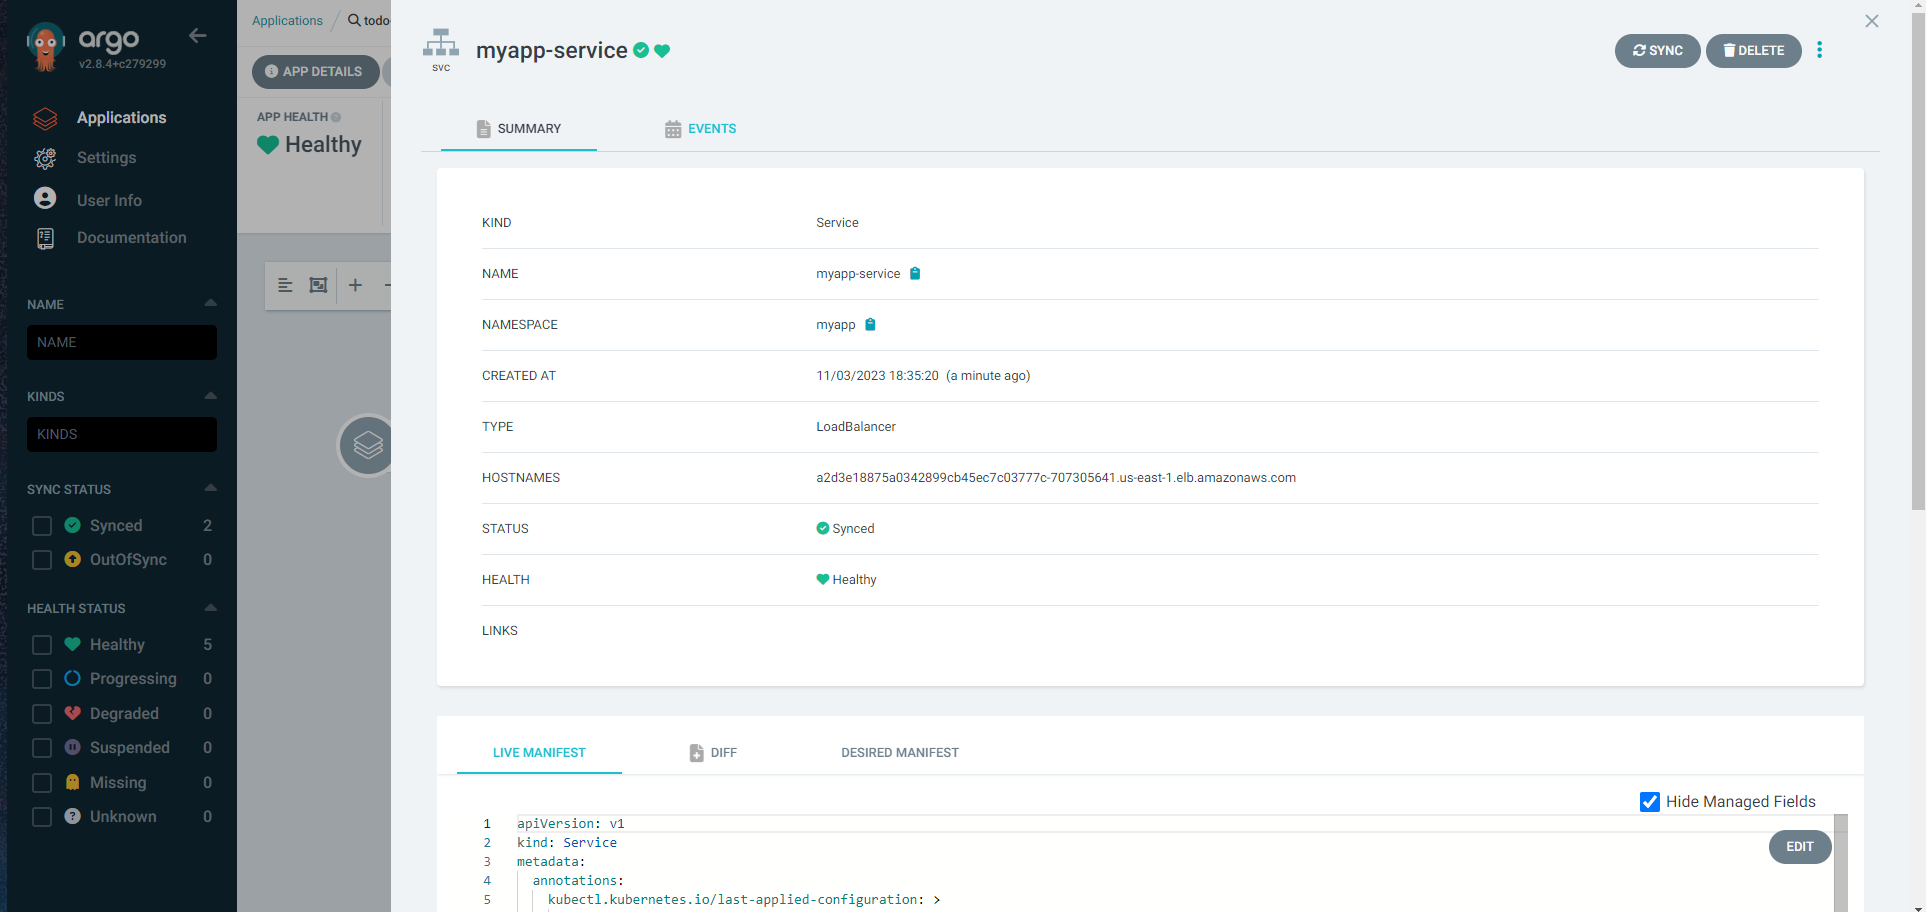 argo
v2.8.4+c279299
Applications
Settings
User Info
Documentation
NAME
NAME
KINDS
KINDS
SYNC STATUS
Synced 2
OutOfSync 0
HEALTH STATUS
Healthy 5
Progressing 0
Degraded 0
Suspended 0
Missing 0
Unknown 0
Applications / todo
APP DETAILS
APP HEALTH
Healthy
svc
myapp-service
SYNC
DELETE
SUMMARY
EVENTS
KIND Service
NAME myapp-service
NAMESPACE myapp
CREATED AT 11/03/2023 18:35:20 (a minute ago)
TYPE LoadBalancer
HOSTNAMES a2d3e18875a0342899cb45ec7c03777c-707305641.us-east-1.elb.amazonaws.com
STATUS Synced
HEALTH Healthy
LINKS
LIVE MANIFEST
DIFF
DESIRED MANIFEST
Hide Managed Fields
EDIT
1 apiVersion: v1
2 kind: Service
3 metadata:
4 annotations:
5 kubectl.kubernetes.io/last-applied-configuration: >